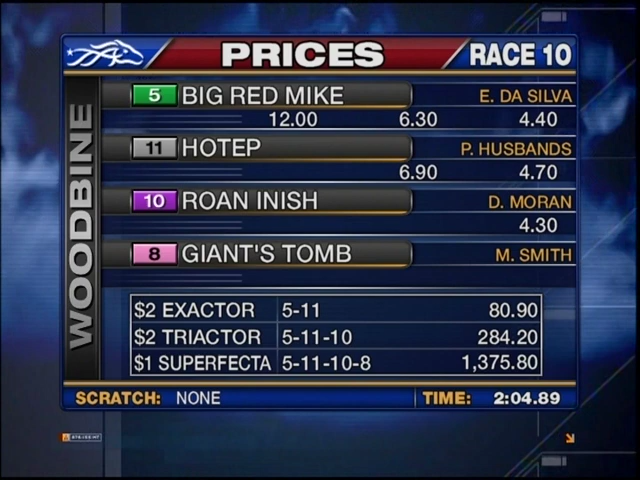 PRICES
RACE 10
WOODBINE
5 BIG RED MIKE E. DA SILVA
12.00 6.30 4.40
11 HOTEP P. HUSBANDS
6.90 4.70
10 ROAN INISH D. MORAN
4.30
8 GIANT'S TOMB M. SMITH
$2 EXACTOR 5-11 80.90
$2 TRIACTOR 5-11-10 284.20
$1 SUPERFECTA 5-11-10-8 1,375.80
SCRATCH: NONE TIME: 2:04.89